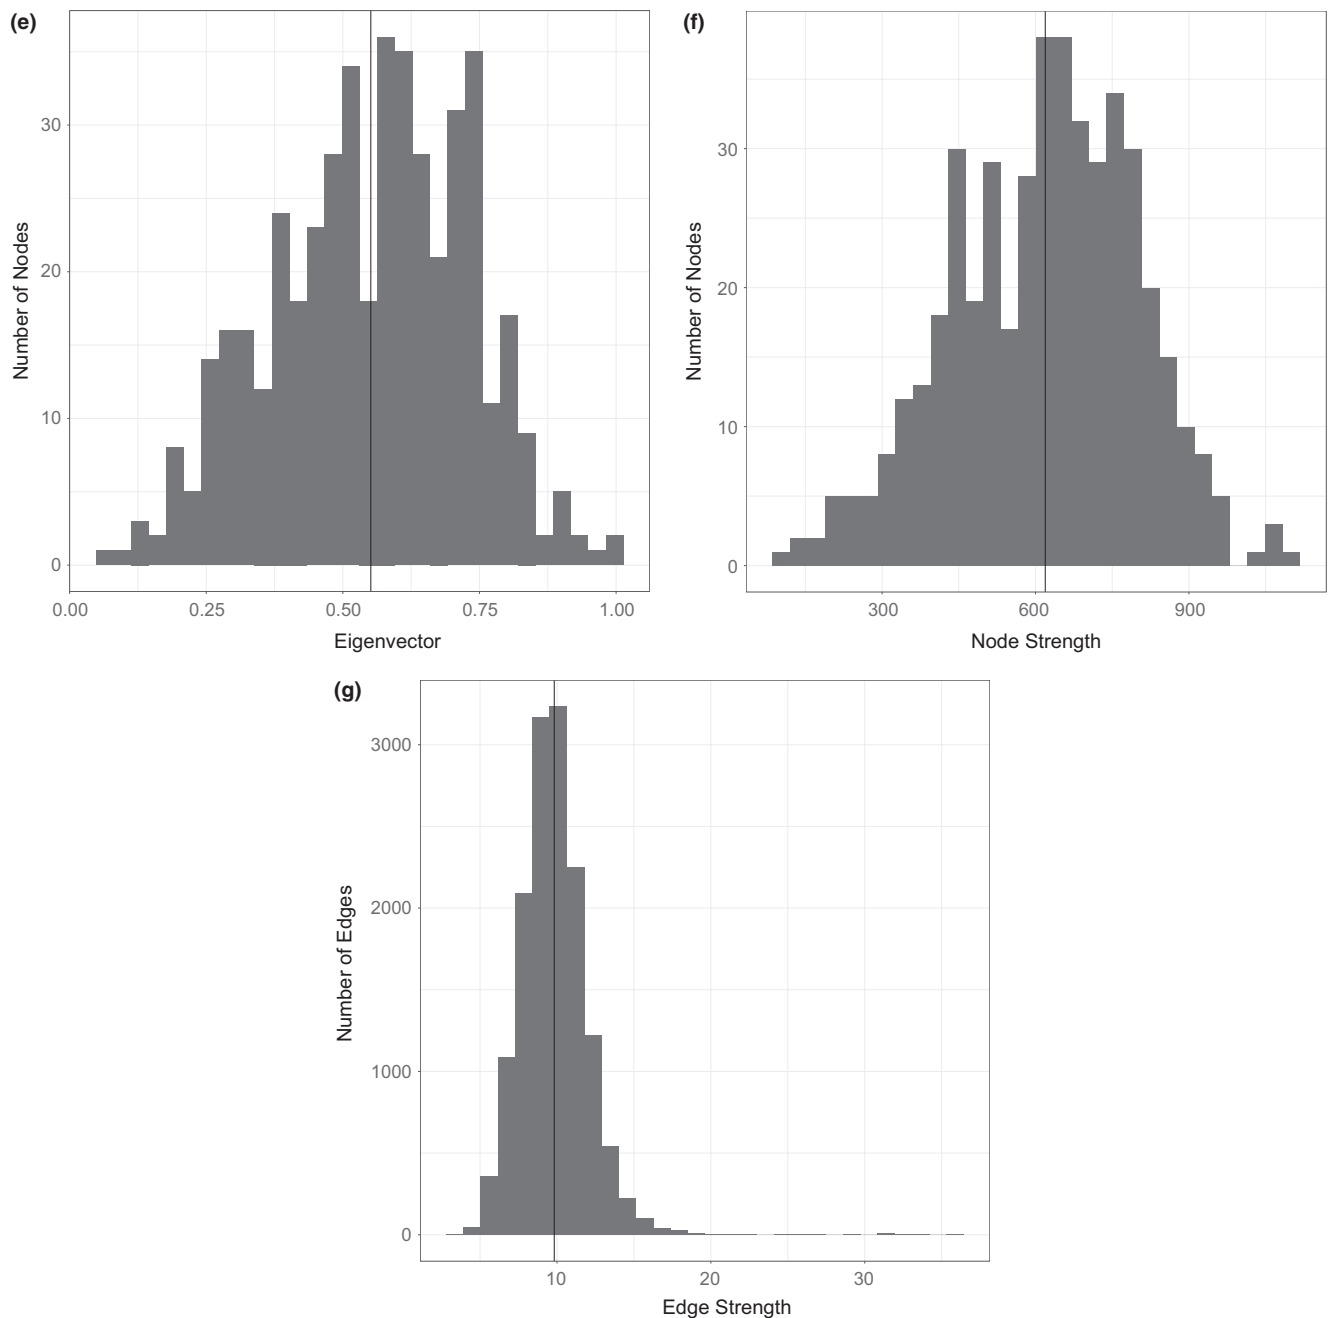 (e)
Number of Nodes
30
20
10
0
0.00 0.25 0.50 0.75 1.00
Eigenvector
(f)
Number of Nodes
30
20
10
0
300 600 900
Node Strength
(g)
Number of Edges
3000
2000
1000
0
10 20 30
Edge Strength